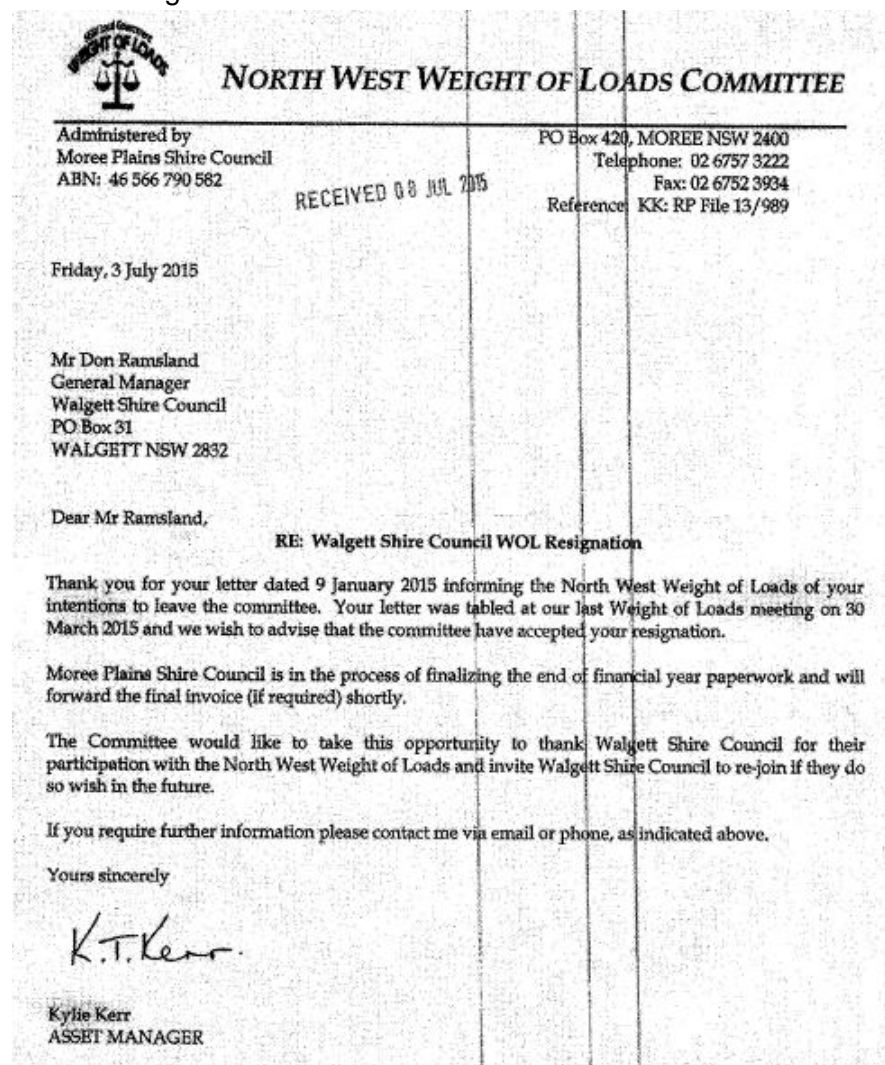 WEIGHT OF LOADS
NORTH WEST WEIGHT OF LOADS COMMITTEE
Administered by
Moree Plains Shire Council
ABN: 46 566 790 582
PO Box 420, MOREE NSW 2400
Telephone: 02 6757 3222
Fax: 02 6752 3934
Reference KK: RP File 13/989
RECEIVED 08 JUL 2015
Friday, 3 July 2015
Mr Don Ramsland
General Manager
Walgett Shire Council
PO Box 31
WALGETT NSW 2832
Dear Mr Ramsland,
RE: Walgett Shire Council WOL Resignation
Thank you for your letter dated 9 January 2015 informing the North West Weight of Loads of your
intentions to leave the committee. Your letter was tabled at our last Weight of Loads meeting on 30
March 2015 and we wish to advise that the committee have accepted your resignation.
Moree Plains Shire Council is in the process of finalizing the end of financial year paperwork and will
forward the final invoice (if required) shortly.
The Committee would like to take this opportunity to thank Walgett Shire Council for their
participation with the North West Weight of Loads and invite Walgett Shire Council to re-join if they do
so wish in the future.
If you require further information please contact me via email or phone, as indicated above.
Yours sincerely
K.T.Kerr.
Kylie Kerr
ASSET MANAGER